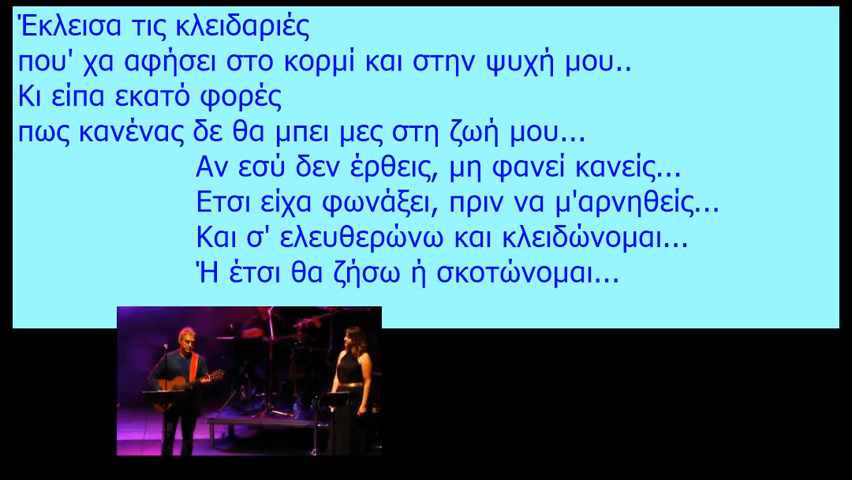 Έκλεισα τις κλειδαριές
που' χα αφήσει στο κορμί και στην ψυχή μου..
Κι είπα εκατό φορές
πως κανένας δε θα μπει μες στη ζωή μου...
Αν εσύ δεν έρθεις, μη φανεί κανείς...
Ετσι είχα φωνάξει, πριν να μ'αρνηθείς...
Και σ' ελευθερώνω και κλειδώνομαι...
Ή έτσι θα ζήσω ή σκοτώνομαι...